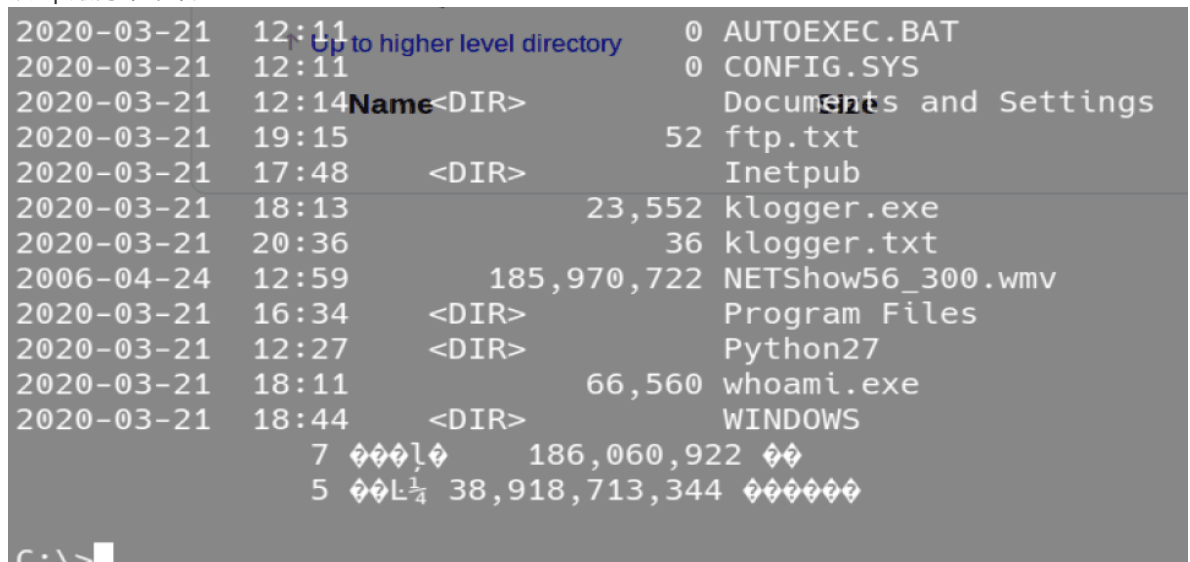 2020-03-21 12:11 0 AUTOEXEC.BAT
Up to higher level directory
2020-03-21 12:11 0 CONFIG.SYS
2020-03-21 12:14 <DIR> Documents and Settings
Name Size
2020-03-21 19:15 52 ftp.txt
2020-03-21 17:48 <DIR> Inetpub
2020-03-21 18:13 23,552 klogger.exe
2020-03-21 20:36 36 klogger.txt
2006-04-24 12:59 185,970,722 NETShow56_300.wmv
2020-03-21 16:34 <DIR> Program Files
2020-03-21 12:27 <DIR> Python27
2020-03-21 18:11 66,560 whoami.exe
2020-03-21 18:44 <DIR> WINDOWS
7 ���ļ� 186,060,922 ��
5 ��Ŀ¼ 38,918,713,344 ������
C:\>